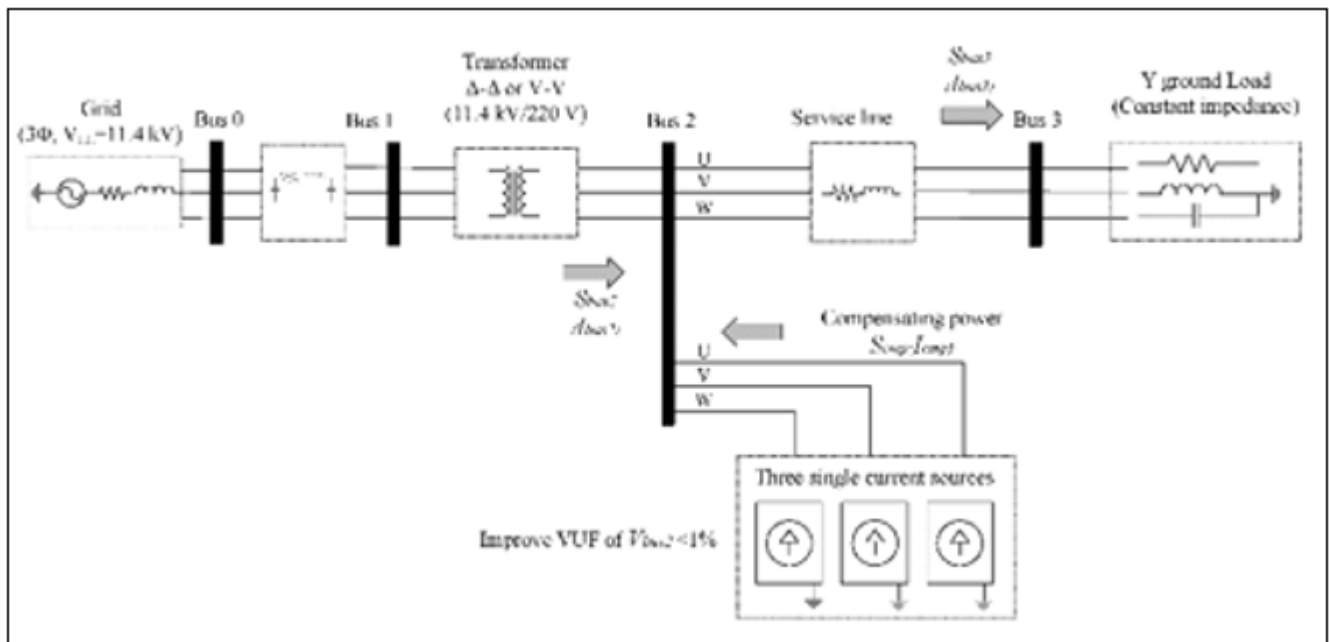 Transformer
Δ-Δ or V-V
(11.4 kV/220 V)
Grid
(3Φ, V =11.4 kV)
Bus 0
Bus 1
Bus 2
Service line
Bus 3
Y ground Load
(Constant impedance)
U
V
W
Compensating power
U
V
W
Three single current sources
Improve VUF of <1%